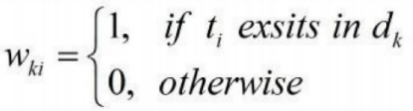 w_ki = { 1, if t_i exsits in d_k
0, otherwise